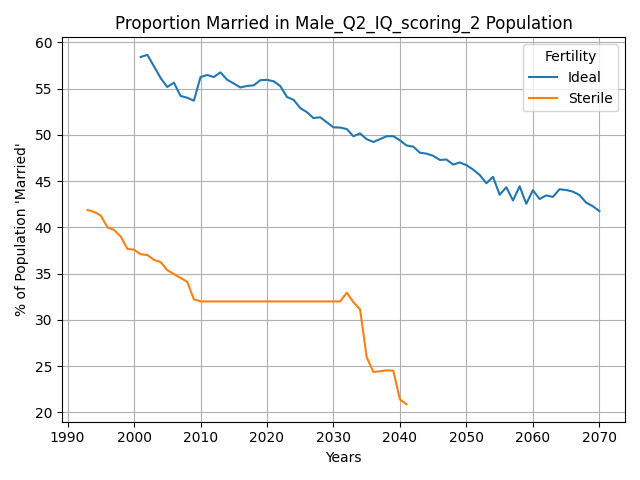 Proportion Married in Male_Q2_IQ_scoring_2 Population
60
55
50
45
40
35
30
25
20
% of Population 'Married'
Fertility
Ideal
Sterile
1990 2000 2010 2020 2030 2040 2050 2060 2070
Years